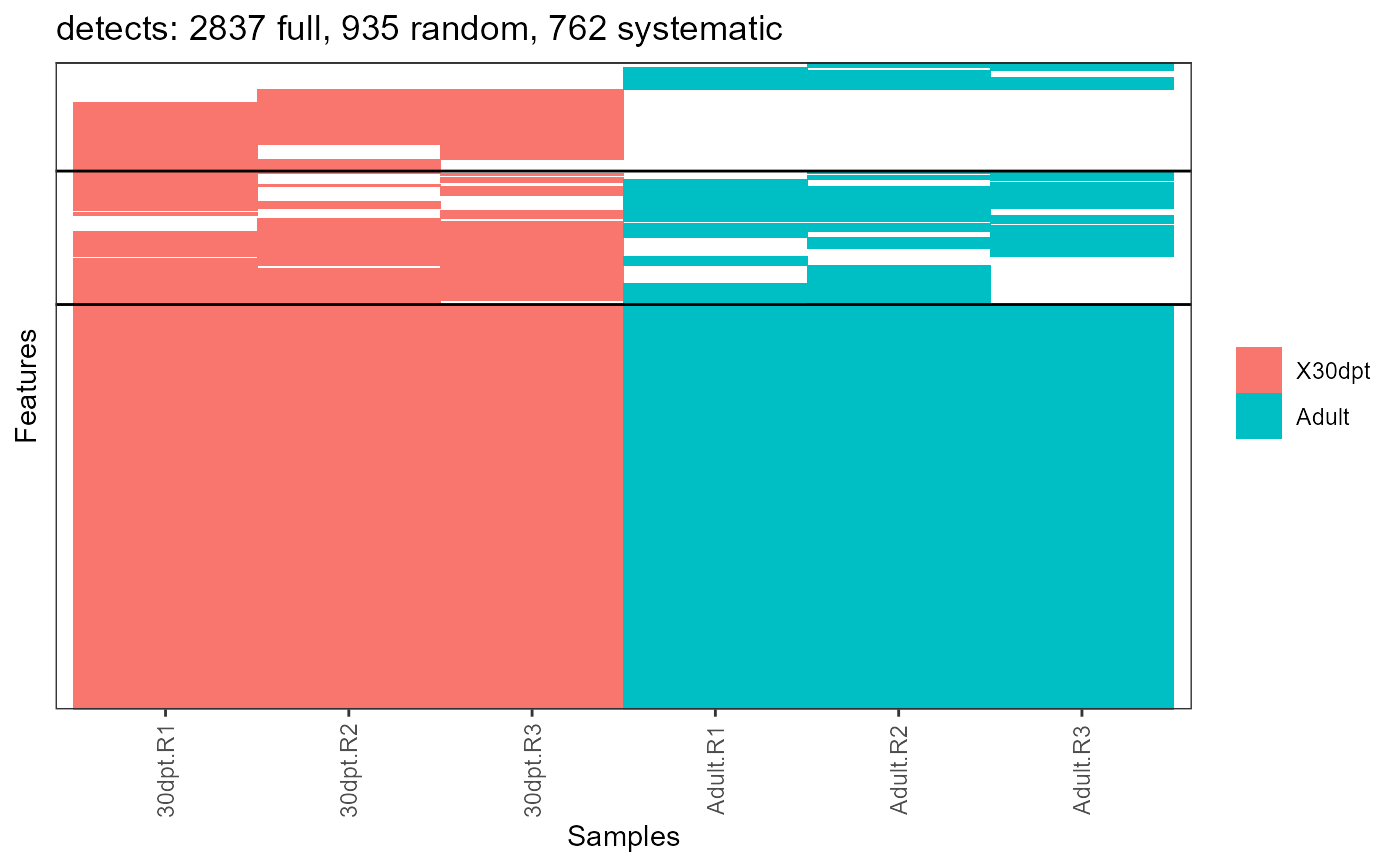 detects: 2837 full, 935 random, 762 systematic
Features
X30dpt
Adult
30dpt.R1
30dpt.R2
30dpt.R3
Adult.R1
Adult.R2
Adult.R3
Samples